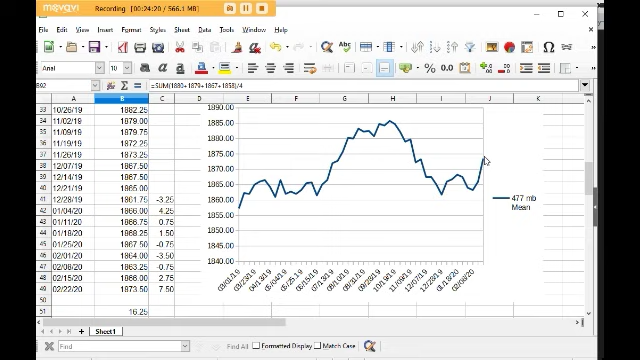 movavi Recording (00:24:20 / 566.1 MB)
File Edit View Insert Format Styles Sheet Data Tools Window Help
Arial 10
B92 =SUM(1880+1879+1867+1858)/4
A B C D E F G H I J K
33 10/26/19 1882.25
34 11/02/19 1879.00
35 11/09/19 1879.75
36 11/19/19 1872.25
37 11/26/19 1873.25
38 12/07/19 1867.50
39 12/14/19 1867.50
40 12/21/19 1865.00
41 12/28/19 1861.75 -3.25
42 01/04/20 1866.00 4.25
43 01/11/20 1866.75 0.75
44 01/18/20 1868.25 1.50
45 01/25/20 1867.50 -0.75
46 02/01/20 1864.00 -3.50
47 02/08/20 1863.25 -0.75
48 02/15/20 1866.00 2.75
49 02/22/20 1873.50 7.50
50
51 16.25
1890.00
1885.00
1880.00
1875.00
1870.00
1865.00
1860.00
1855.00
1850.00
1845.00
1840.00
477 mb
Mean
Sheet1
Find Find All Formatted Display Match Case